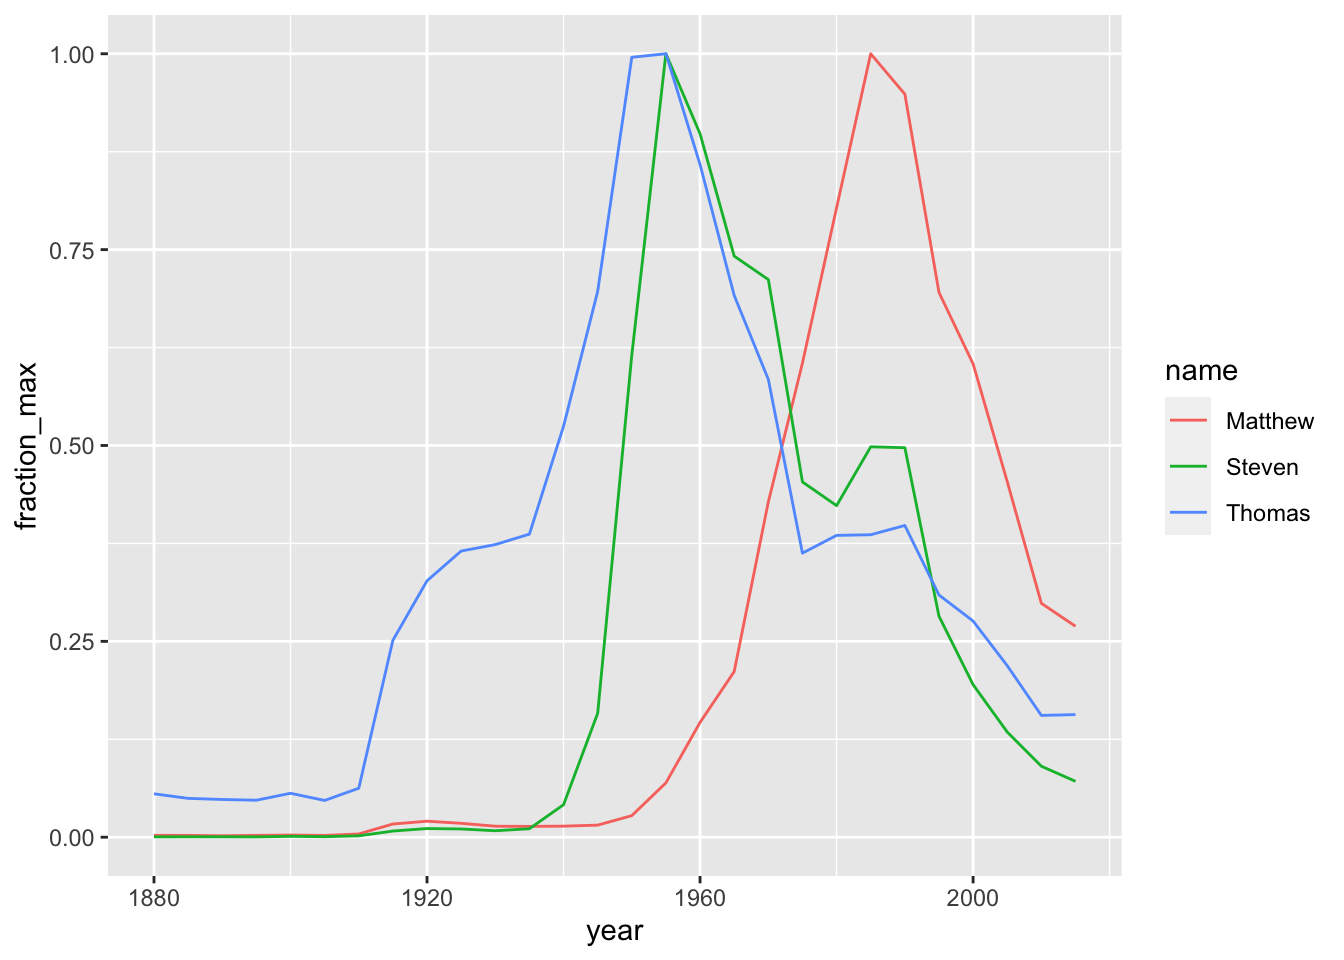 1.00
0.75
0.50
0.25
0.00
fraction_max
1880 1920 1960 2000
year
name
Matthew
Steven
Thomas